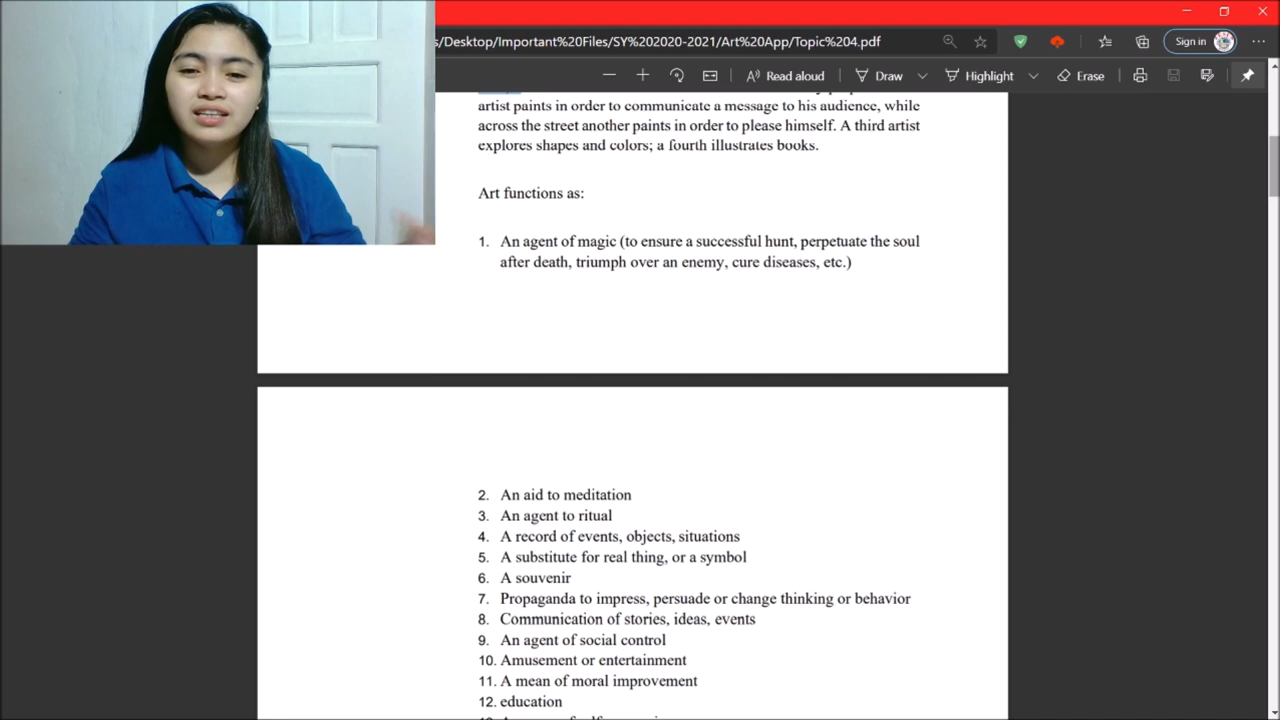 s/Desktop/Important%20Files/SY%202020-2021/Art%20App/Topic%204.pdf
Sign in
Read aloud
Draw
Highlight
Erase
artist paints in order to communicate a message to his audience, while
across the street another paints in order to please himself. A third artist
explores shapes and colors; a fourth illustrates books.
Art functions as:
1. An agent of magic (to ensure a successful hunt, perpetuate the soul
after death, triumph over an enemy, cure diseases, etc.)
2. An aid to meditation
3. An agent to ritual
4. A record of events, objects, situations
5. A substitute for real thing, or a symbol
6. A souvenir
7. Propaganda to impress, persuade or change thinking or behavior
8. Communication of stories, ideas, events
9. An agent of social control
10. Amusement or entertainment
11. A mean of moral improvement
12. education